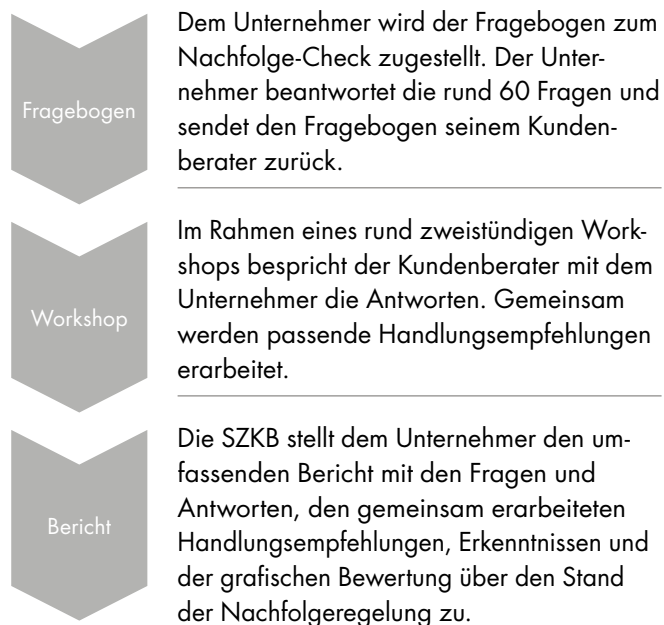 Fragebogen
Dem Unternehmer wird der Fragebogen zum
Nachfolge-Check zugestellt. Der Unter-
nehmer beantwortet die rund 60 Fragen und
sendet den Fragebogen seinem Kunden-
berater zurück.
Workshop
Im Rahmen eines rund zweistündigen Work-
shops bespricht der Kundenberater mit dem
Unternehmer die Antworten. Gemeinsam
werden passende Handlungsempfehlungen
erarbeitet.
Bericht
Die SZKB stellt dem Unternehmer den um-
fassenden Bericht mit den Fragen und
Antworten, den gemeinsam erarbeiteten
Handlungsempfehlungen, Erkenntnissen und
der grafischen Bewertung über den Stand
der Nachfolgeregelung zu.